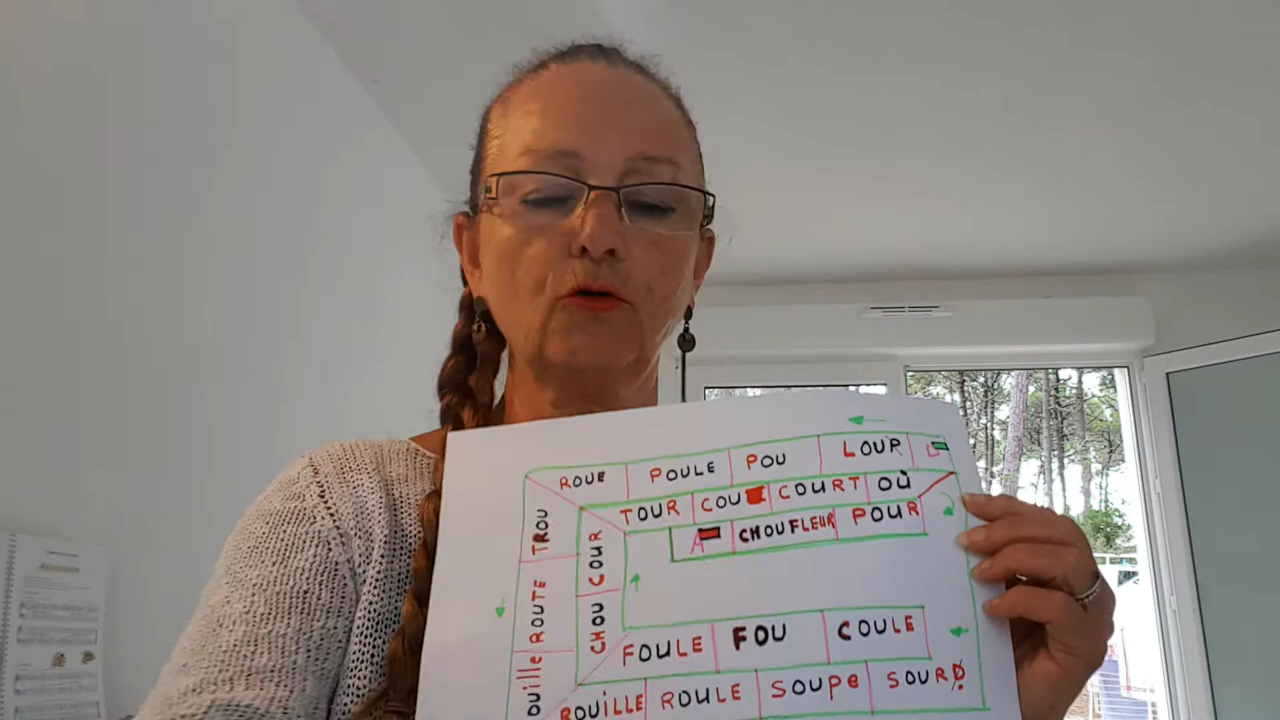 ROUE POULE POU LOUR D
TOUR COU COURT OÙ
A CHOUFLEUR POUR
TROU
COUR
ROUTE
CHOU
FOULE FOU COULE
ROUILLE ROULE SOUPe SOURD